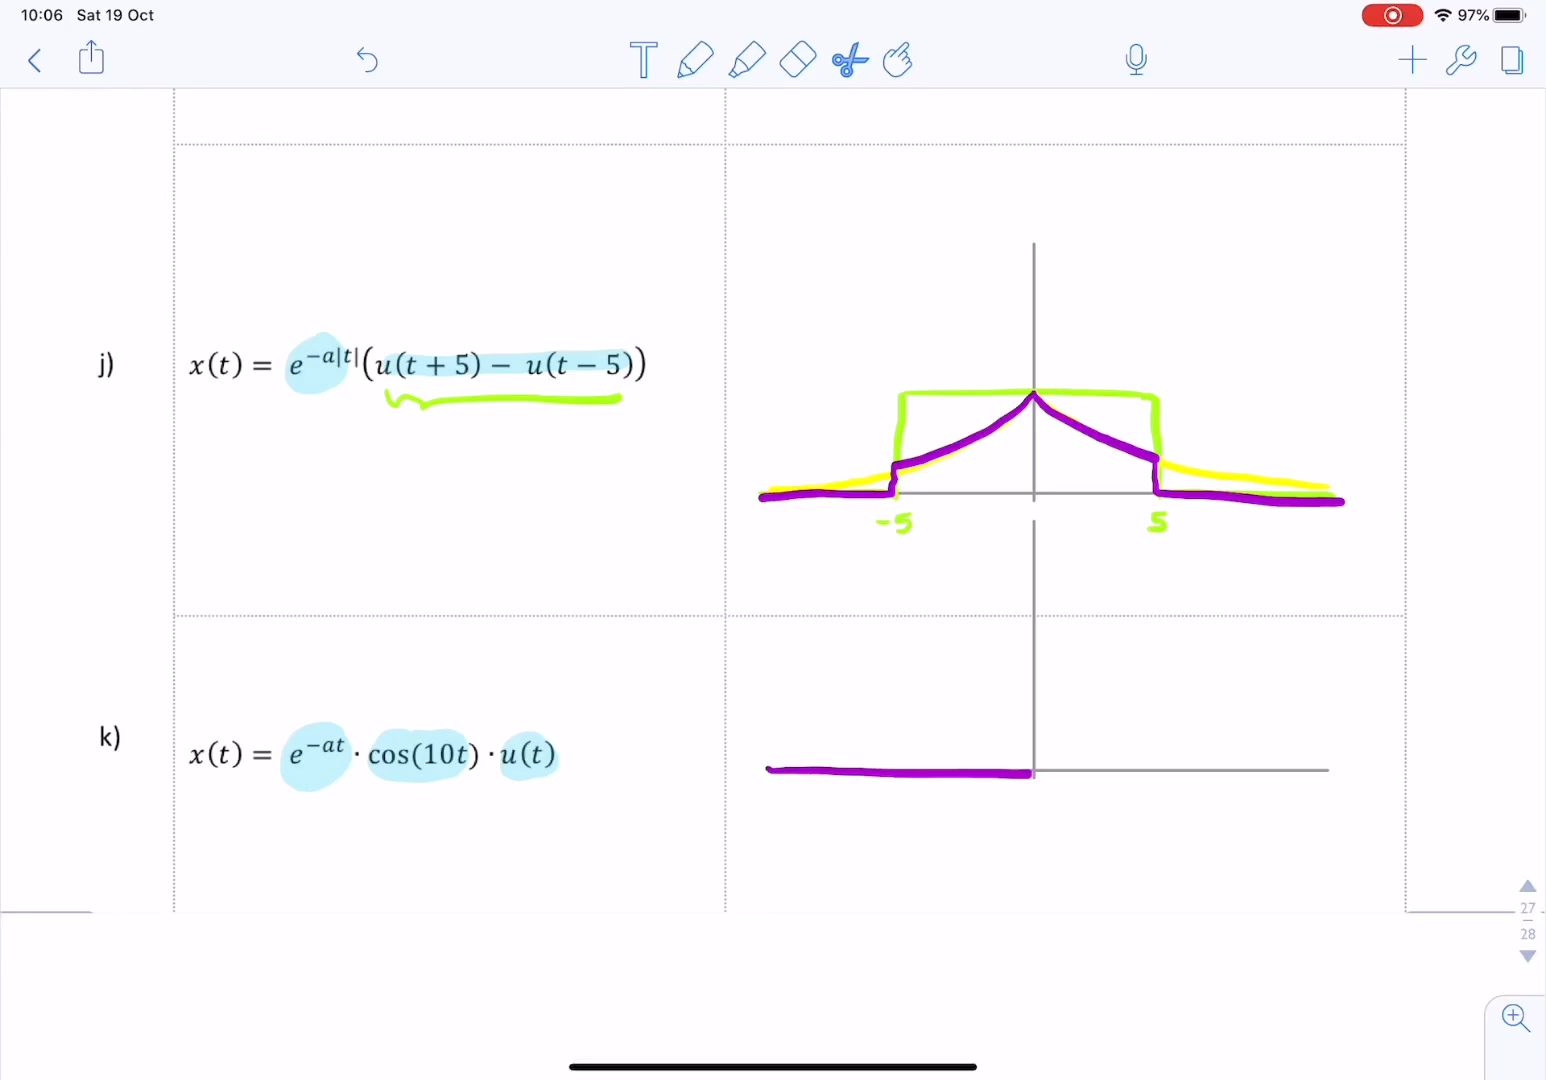 10:06 Sat 19 Oct
97%
T
j) x(t) = e^{-a|t|}(u(t + 5) − u(t − 5))
-5 5
k) x(t) = e^{-at} · cos(10t) · u(t)
27
28